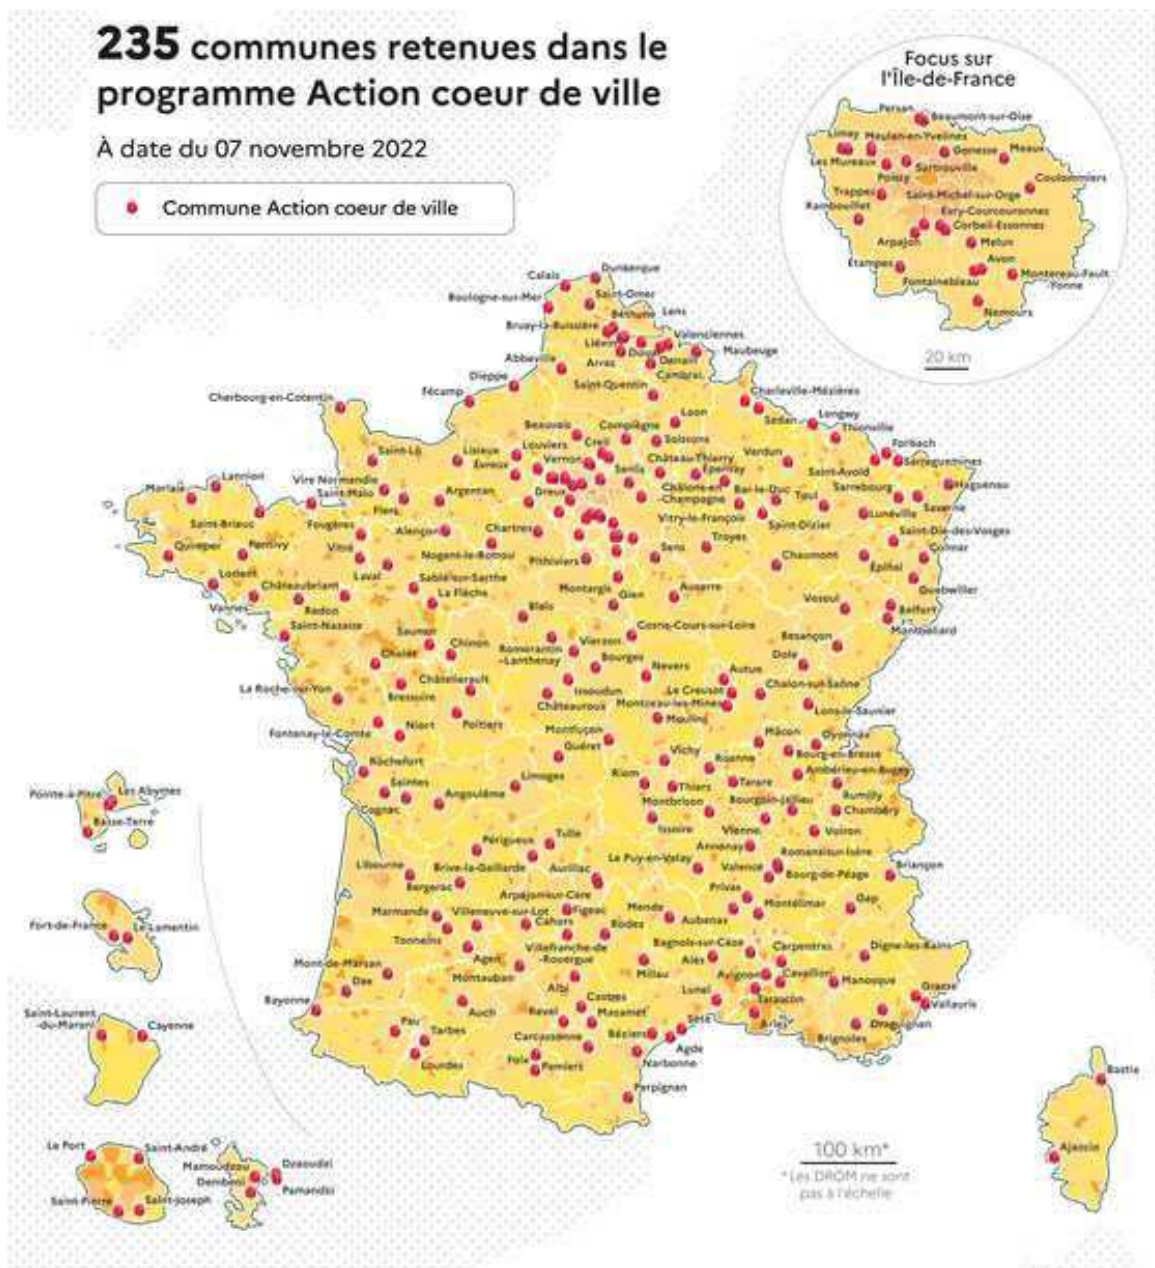 235 communes retenues dans le
programme Action coeur de ville
À date du 07 novembre 2022
Commune Action coeur de ville
Focus sur
l'Île-de-France
Persan
Beaumont-sur-Oise
Limay
Meulan-en-Yvelines
Gonesse
Meaux
Les Mureaux
Sartrouville
Poissy
Coulommiers
Trappes
Saint-Michel-sur-Orge
Rambouillet
Evry-Courcouronnes
Corbeil-Essonnes
Arpajon
Melun
Etampes
Avon
Fontainebleau
Montereau-Fault
-Yonne
Nemours
20 km
Calais
Dunkerque
Boulogne-sur-Mer
Saint-Omer
Béthune
Lens
Bruay-la-Buissière
Valenciennes
Liévin
Douai
Denain
Maubeuge
Abbeville
Arras
Cambrai
Dieppe
Saint-Quentin
Fécamp
Charleville-Mézières
Cherbourg-en-Cotentin
Sedan
Longwy
Laon
Thionville
Beauvais
Compiègne
Forbach
Saint-Lô
Lisieux
Louviers
Creil
Soissons
Verdun
Évreux
Vernon
Senlis
Château-Thierry
Epernay
Saint-Avold
Sarreguemines
Lannion
Vire Normandie
Châlons-en
-Champagne
Bar-le-Duc
Toul
Sarrebourg
Haguenau
Morlaix
Saint-Malo
Argentan
Dreux
Saverne
Flers
Vitry-le-François
Lunéville
Saint-Brieuc
Fougères
Alençon
Chartres
Saint-Dizier
Saint-Dié-des-Vosges
Quimper
Pontivy
Vitré
Nogent-le-Rotrou
Pithiviers
Sens
Troyes
Chaumont
Colmar
Epinal
Lorient
Châteaubriant
Laval
Sablé-sur-Sarthe
Montargis
Guebwiller
La Flèche
Gien
Auxerre
Vesoul
Vannes
Redon
Blois
Belfort
Saint-Nazaire
Cosne-Cours-sur-Loire
Montbéliard
Saumur
Chinon
Vierzon
Besançon
Romorantin
-Lanthenay
Dole
Cholet
Bourges
Nevers
Autun
Châtellerault
La Roche-sur-Yon
Bressuire
Issoudun
Le Creusot
Chalon-sur-Saône
Châteauroux
Montceau-les-Mines
Lons-le-Saunier
Moulins
Niort
Poitiers
Fontenay-le-Comte
Montluçon
Mâcon
Oyonnax
Guéret
Vichy
Bourg-en-Bresse
Rochefort
Roanne
Ambérieu-en-Bugey
Saintes
Limoges
Riom
Thiers
Tarare
Rumilly
Angoulême
Montbrison
Bourgoin-Jallieu
Chambéry
Cognac
Issoire
Vienne
Voiron
Périgueux
Tulle
Annonay
Romans-sur-Isère
Le Puy-en-Velay
Libourne
Brive-la-Gaillarde
Aurillac
Valence
Briançon
Bourg-de-Péage
Bergerac
Arpajon-sur-Cère
Privas
Marmande
Villeneuve-sur-Lot
Figeac
Mende
Montélimar
Gap
Cahors
Rodez
Aubenas
Tonneins
Villefranche-de
-Rouergue
Bagnols-sur-Cèze
Carpentras
Digne-les-Bains
Mont-de-Marsan
Agen
Alès
Montauban
Millau
Avignon
Cavaillon
Manosque
Dax
Albi
Grasse
Bayonne
Castres
Lunel
Tarascon
Vallauris
Auch
Revel
Mazamet
Pau
Tarbes
Carcassonne
Béziers
Sète
Arles
Draguignan
Brignoles
Agde
Lourdes
Foix
Pamiers
Narbonne
Perpignan
Pointe-à-Pitre
Les Abymes
Basse-Terre
Fort-de-France
Le Lamentin
Saint-Laurent
-du-Maroni
Cayenne
Le Port
Saint-André
Saint-Pierre
Saint-Joseph
Mamoudzou
Dzaoudzi
Dembeni
Pamandzi
Bastia
Ajaccio
100 km*
*Les DROM ne sont
pas à l'échelle